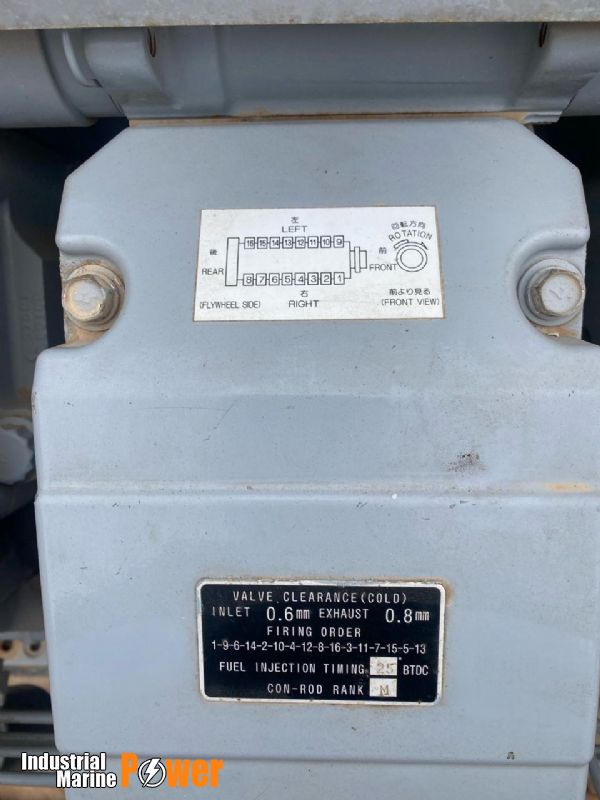 左
LEFT
16 15 14 13 12 11 10 9
後
REAR
8 7 6 5 4 3 2 1
(FLYWHEEL SIDE)
右
RIGHT
回転方向
ROTATION
前
FRONT
前より見る
(FRONT VIEW)
VALVE CLEARANCE (COLD)
INLET 0.6mm EXHAUST 0.8mm
FIRING ORDER
1-9-6-14-2-10-4-12-8-16-3-11-7-15-5-13
FUEL INJECTION TIMING 25° BTDC
CON-ROD RANK M
Industrial
Marine Power